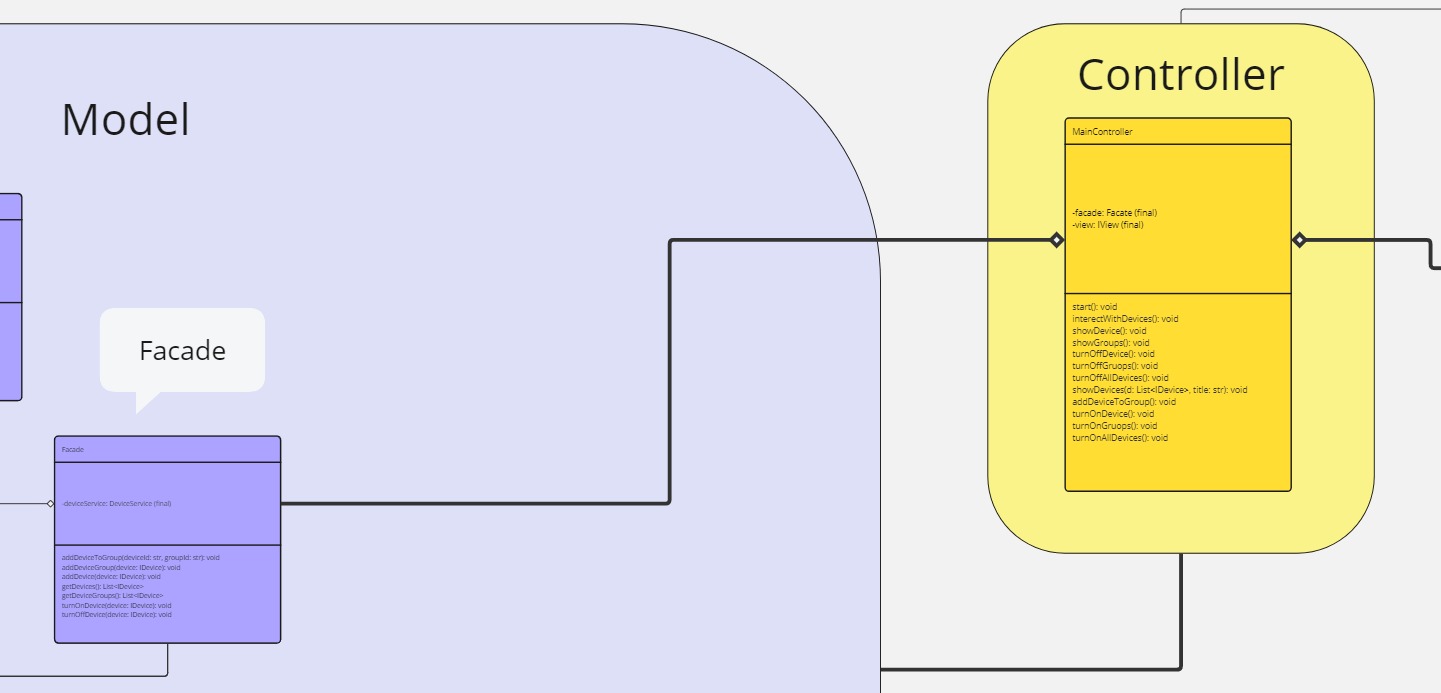 Model
Facade
Facade
-deviceService: DeviceService (final)
addDeviceToGroup(deviceId: str, groupId: str): void
addDeviceGroup(device: IDevice): void
addDevice(device: IDevice): void
getDevices(): List<IDevice>
getDeviceGroups(): List<IDevice>
turnOnDevice(device: IDevice): void
turnOffDevice(device: IDevice): void
Controller
MainController
-facade: Facate (final)
-view: IView (final)
start(): void
interectWithDevices(): void
showDevice(): void
showGroups(): void
turnOffDevice(): void
turnOffGruops(): void
turnOffAllDevices(): void
showDevices(d: List<IDevice>, title: str): void
addDeviceToGroup(): void
turnOnDevice(): void
turnOnGruops(): void
turnOnAllDevices(): void